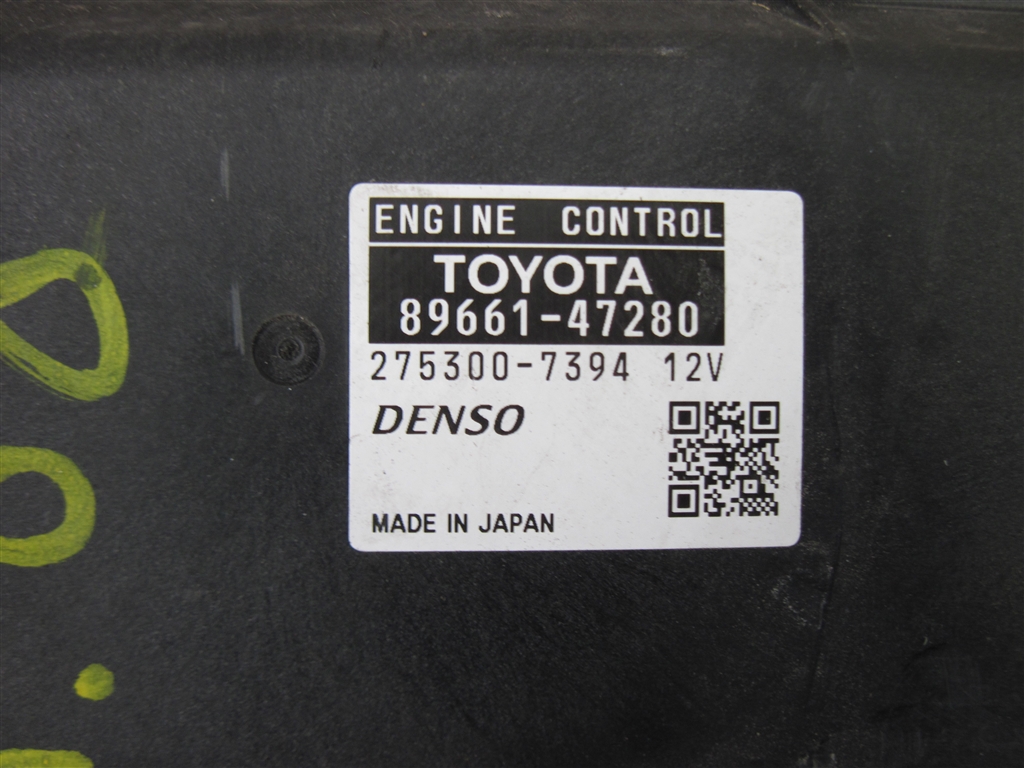 ENGINE CONTROL
TOYOTA
89661-47280
275300-7394 12V
DENSO
MADE IN JAPAN